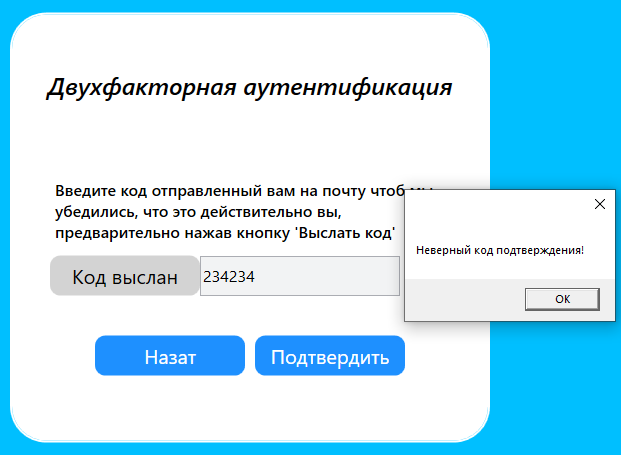 Двухфакторная аутентификация
Введите код отправленный вам на почту чтоб мы
убедились, что это действительно вы,
предварительно нажав кнопку 'Выслать код'
Код выслан
234234
Неверный код подтверждения!
OK
Назат
Подтвердить